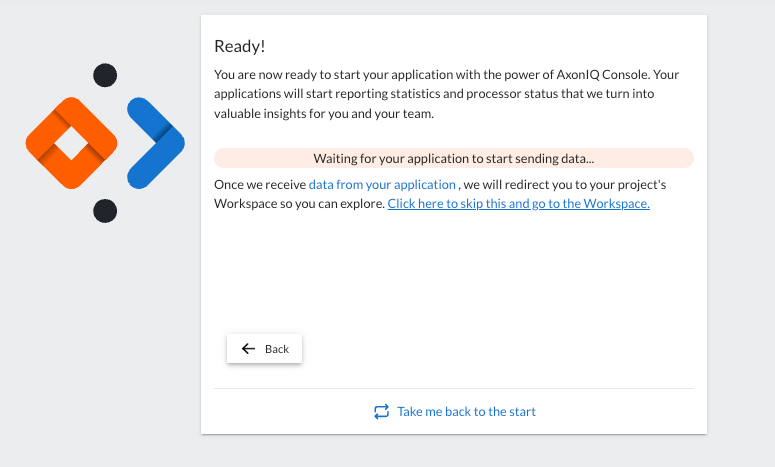 Ready!
You are now ready to start your application with the power of AxonIQ Console. Your
applications will start reporting statistics and processor status that we turn into
valuable insights for you and your team.
Waiting for your application to start sending data...
Once we receive data from your application , we will redirect you to your project's
Workspace so you can explore. Click here to skip this and go to the Workspace.
Back
Take me back to the start